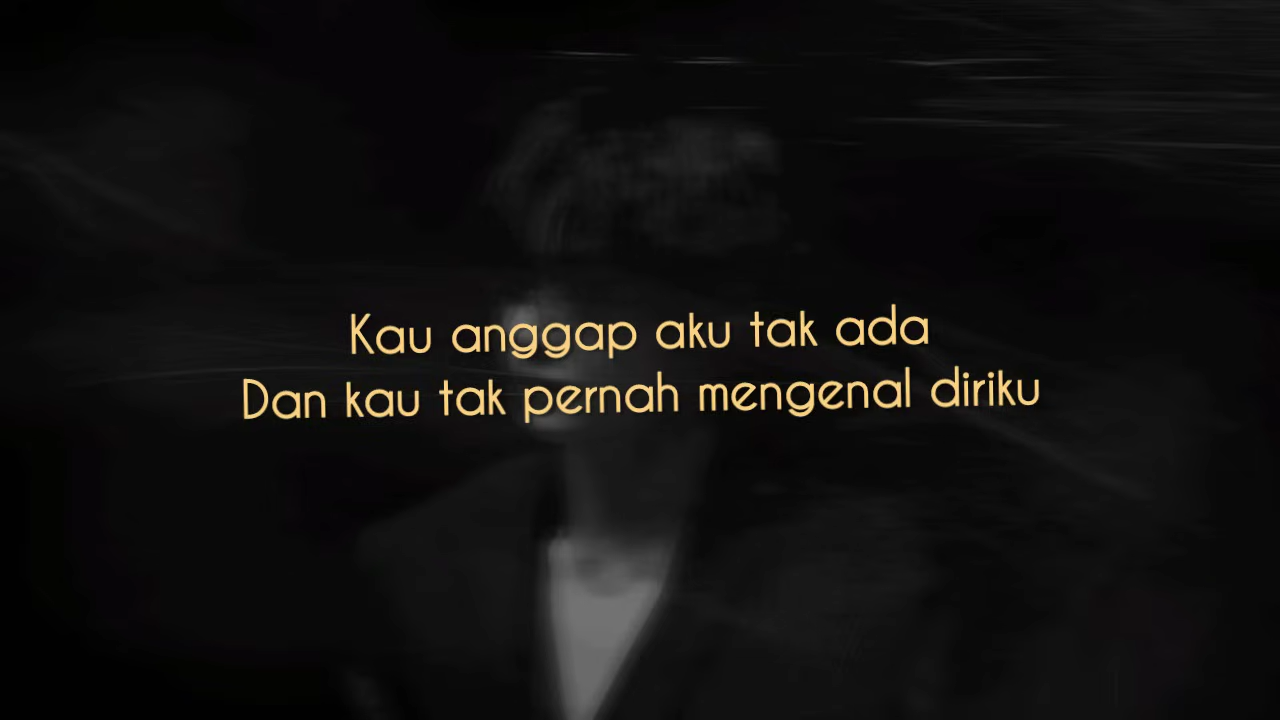 Kau anggap aku tak ada
Dan kau tak pernah mengenal diriku